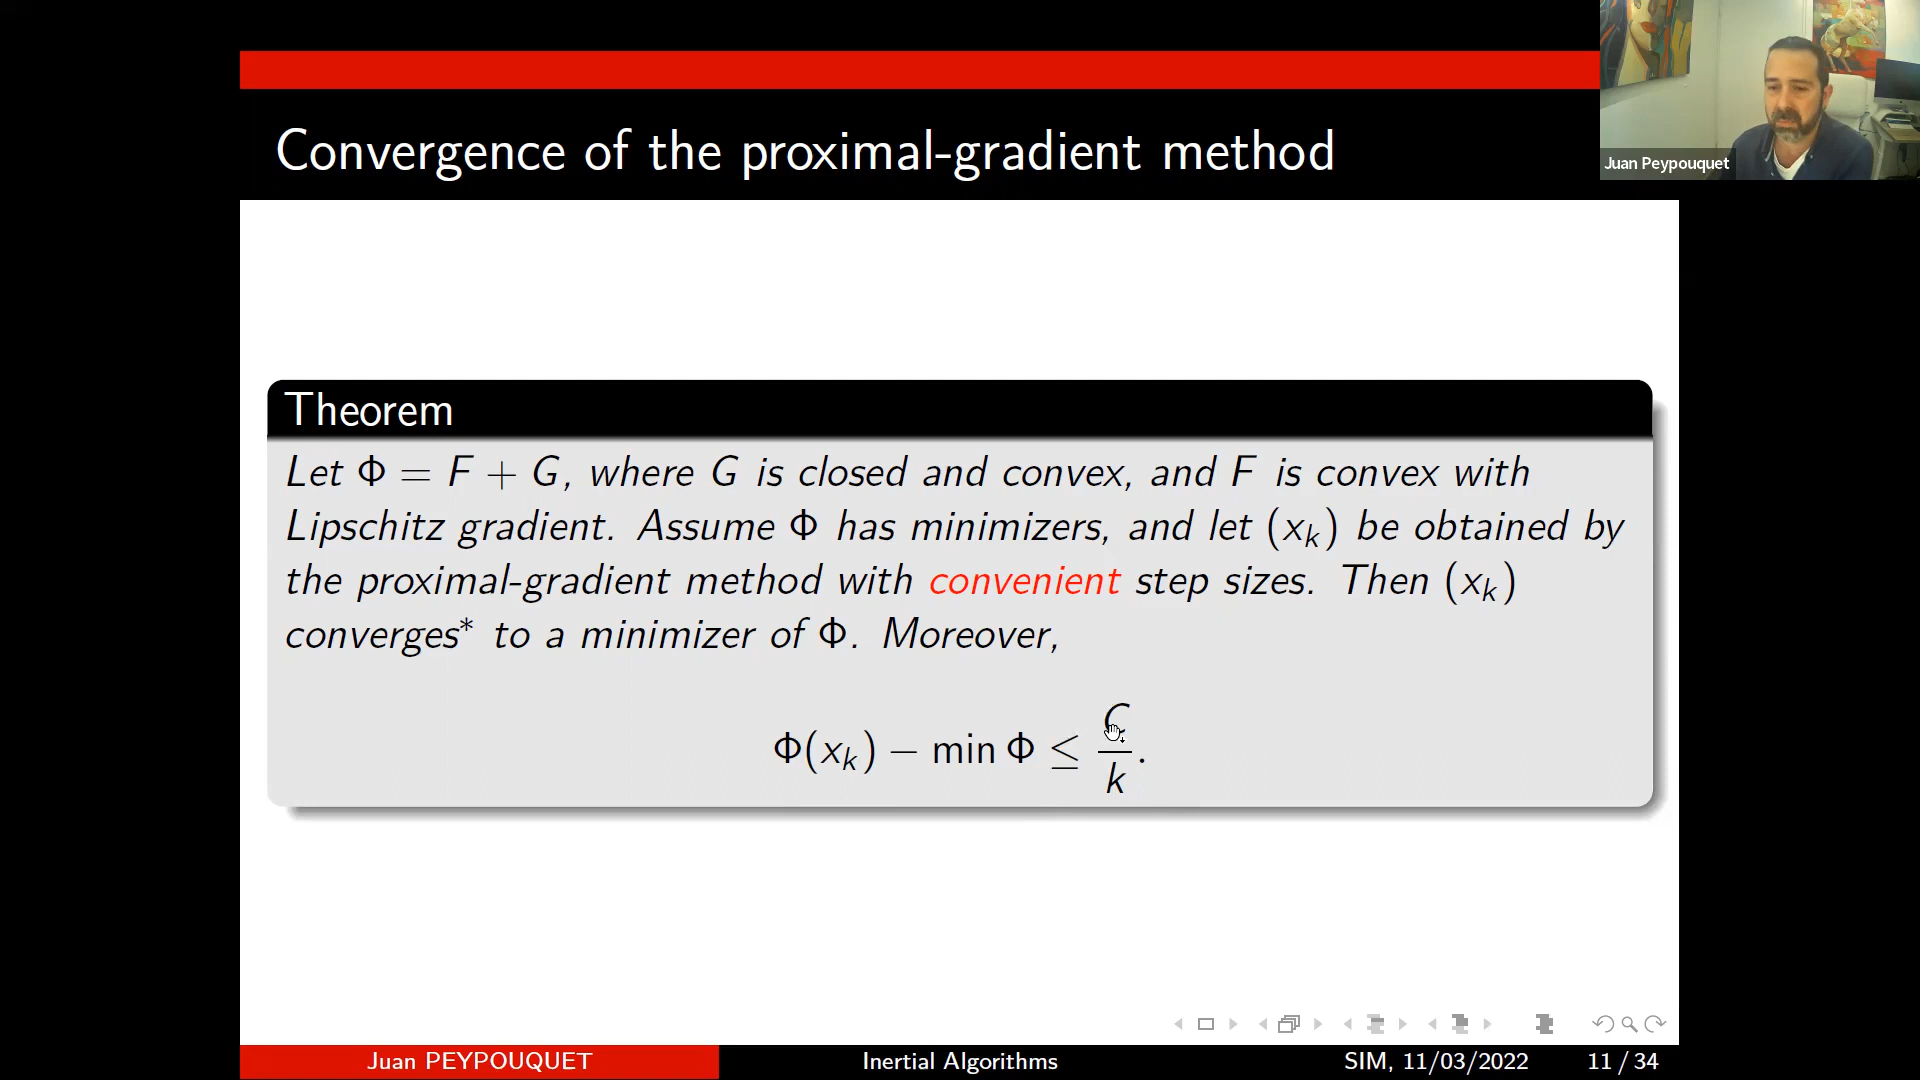 Convergence of the proximal-gradient method
Juan Peypouquet
Theorem
Let Φ = F + G, where G is closed and convex, and F is convex with
Lipschitz gradient. Assume Φ has minimizers, and let (x_k) be obtained by
the proximal-gradient method with convenient step sizes. Then (x_k)
converges* to a minimizer of Φ. Moreover,
Φ(x_k) − min Φ ≤ C/k.
Juan PEYPOUQUET Inertial Algorithms SIM, 11/03/2022 11 / 34